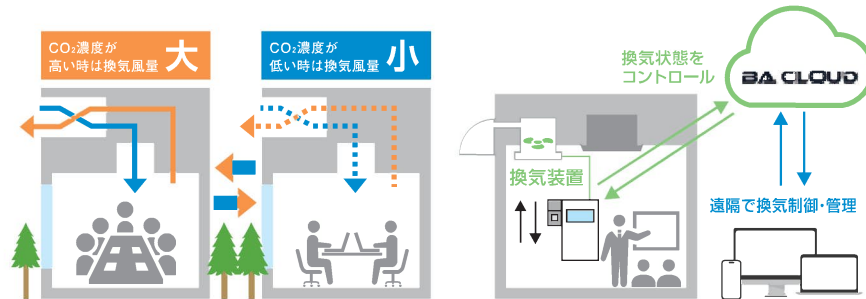 CO₂濃度が
高い時は換気風量 大
CO₂濃度が
低い時は換気風量 小
換気状態を
コントロール
BA CLOUD
換気装置
遠隔で換気制御・管理